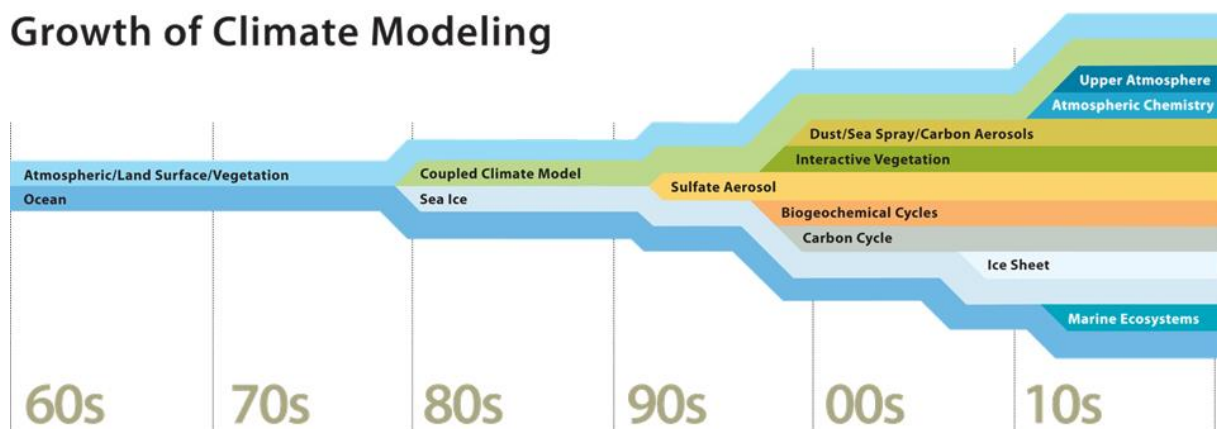 Growth of Climate Modeling
Upper Atmosphere
Atmospheric Chemistry
Dust/Sea Spray/Carbon Aerosols
Interactive Vegetation
Atmospheric/Land Surface/Vegetation
Coupled Climate Model
Sulfate Aerosol
Ocean
Sea Ice
Biogeochemical Cycles
Carbon Cycle
Ice Sheet
Marine Ecosystems
60s 70s 80s 90s 00s 10s